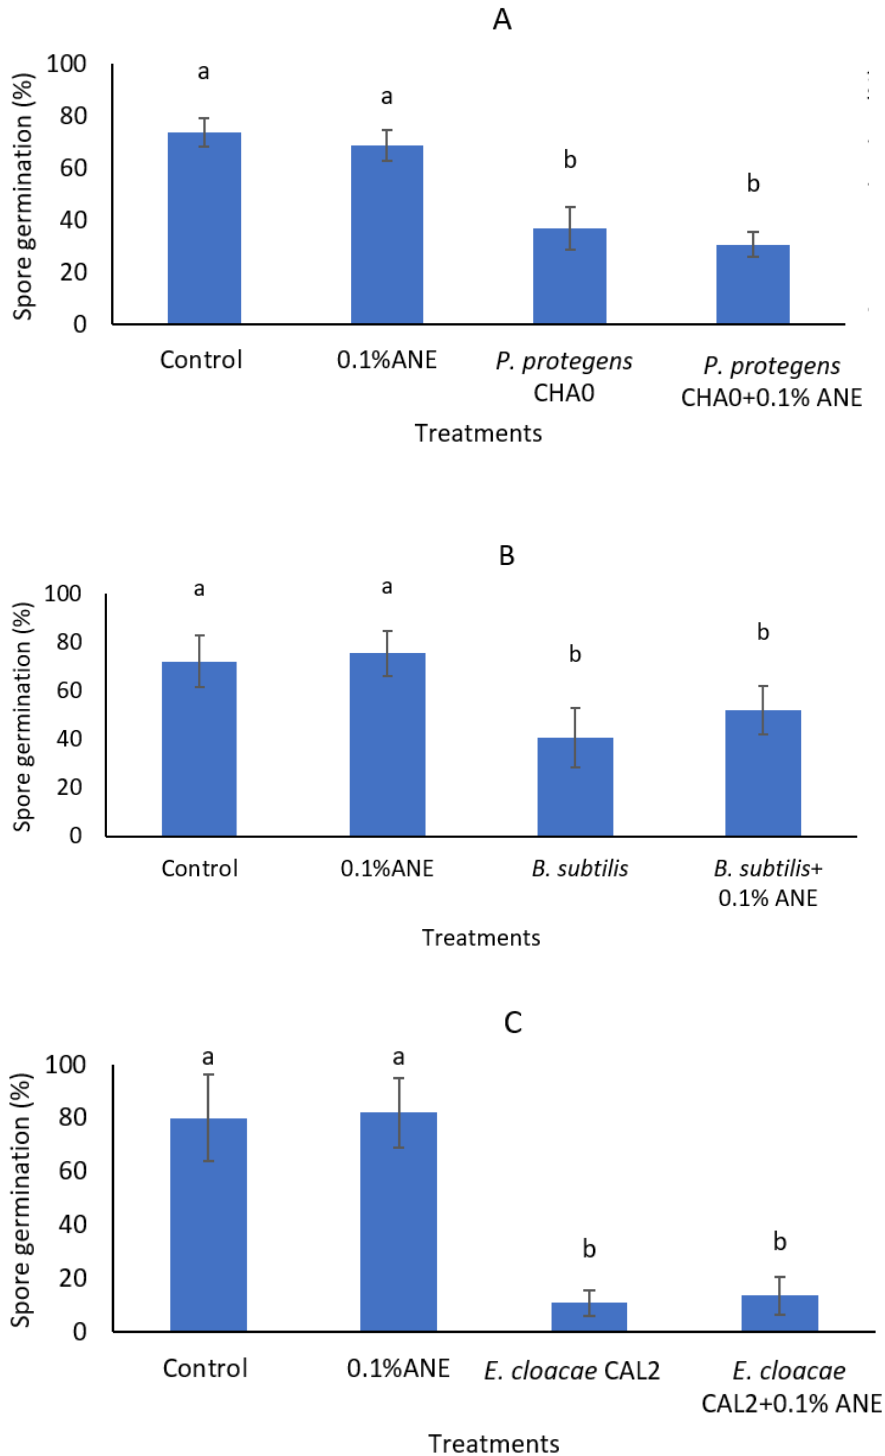 A
Spore germination (%)
100
80
60
40
20
0
a
a
b
b
Control
0.1%ANE
P. protegens
CHA0
P. protegens
CHA0+0.1% ANE
Treatments
B
Spore germination (%)
100
80
60
40
20
0
a
a
b
b
Control
0.1%ANE
B. subtilis
B. subtilis+
0.1% ANE
Treatments
C
Spore germination (%)
100
80
60
40
20
0
a
a
b
b
Control
0.1%ANE
E. cloacae CAL2
E. cloacae
CAL2+0.1% ANE
Treatments